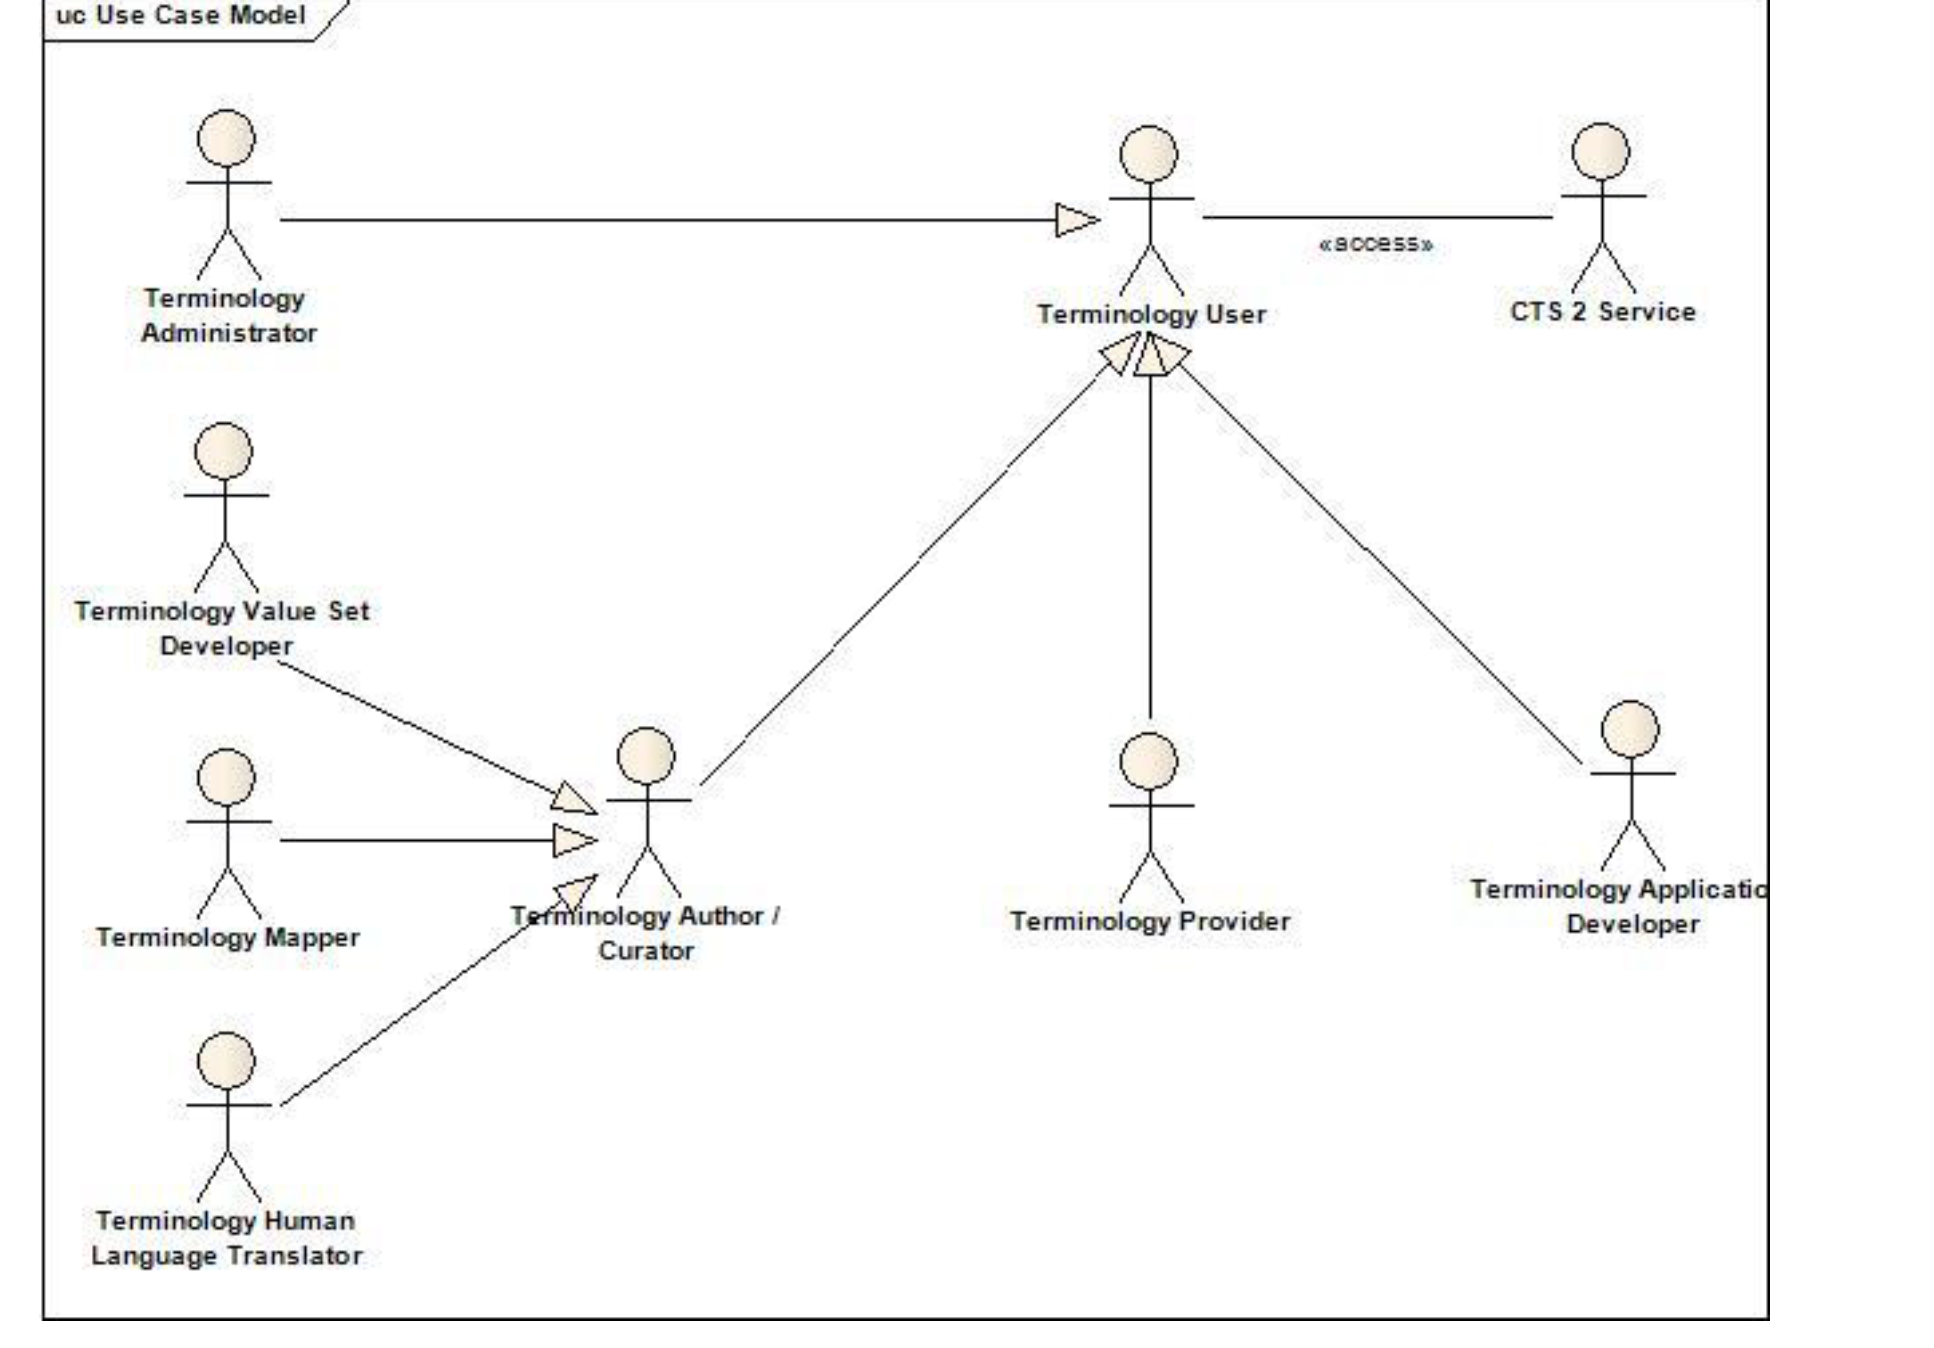 uc Use Case Model
Terminology
Administrator
Terminology User
«access»
CTS 2 Service
Terminology Value Set
Developer
Terminology Mapper
Terminology Author /
Curator
Terminology Provider
Terminology Applicatio
Developer
Terminology Human
Language Translator